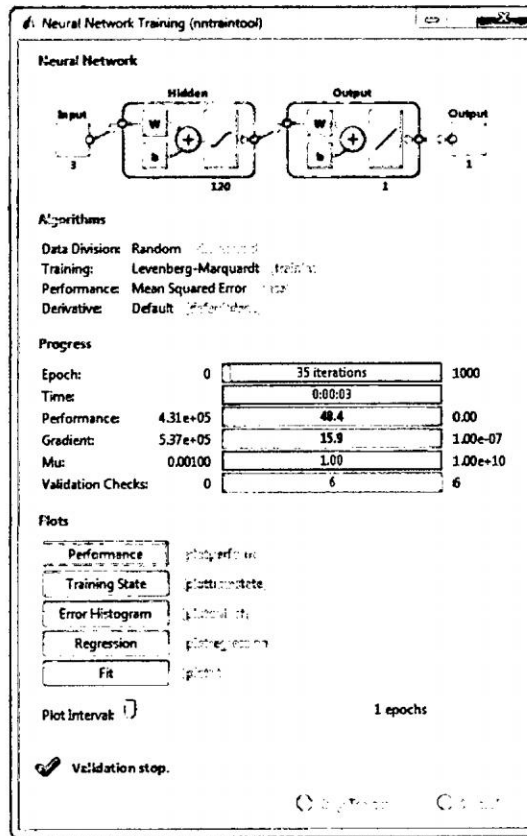 Neural Network Training (nntraintool)
Neural Network
Hidden
Output
Input
Output
W
W
b
b
3
120
1
1
Algorithms
Data Division: Random
Training: Levenberg-Marquardt
Performance: Mean Squared Error
Derivative: Default
Progress
Epoch: 0 35 iterations 1000
Time: 0:00:03
Performance: 4.31e+05 48.4 0.00
Gradient: 5.37e+05 15.9 1.00e-07
Mu: 0.00100 1.00 1.00e+10
Validation Checks: 0 6 6
Plots
Performance
Training State
Error Histogram
Regression
Fit
Plot Interval: 1 epochs
Validation stop.